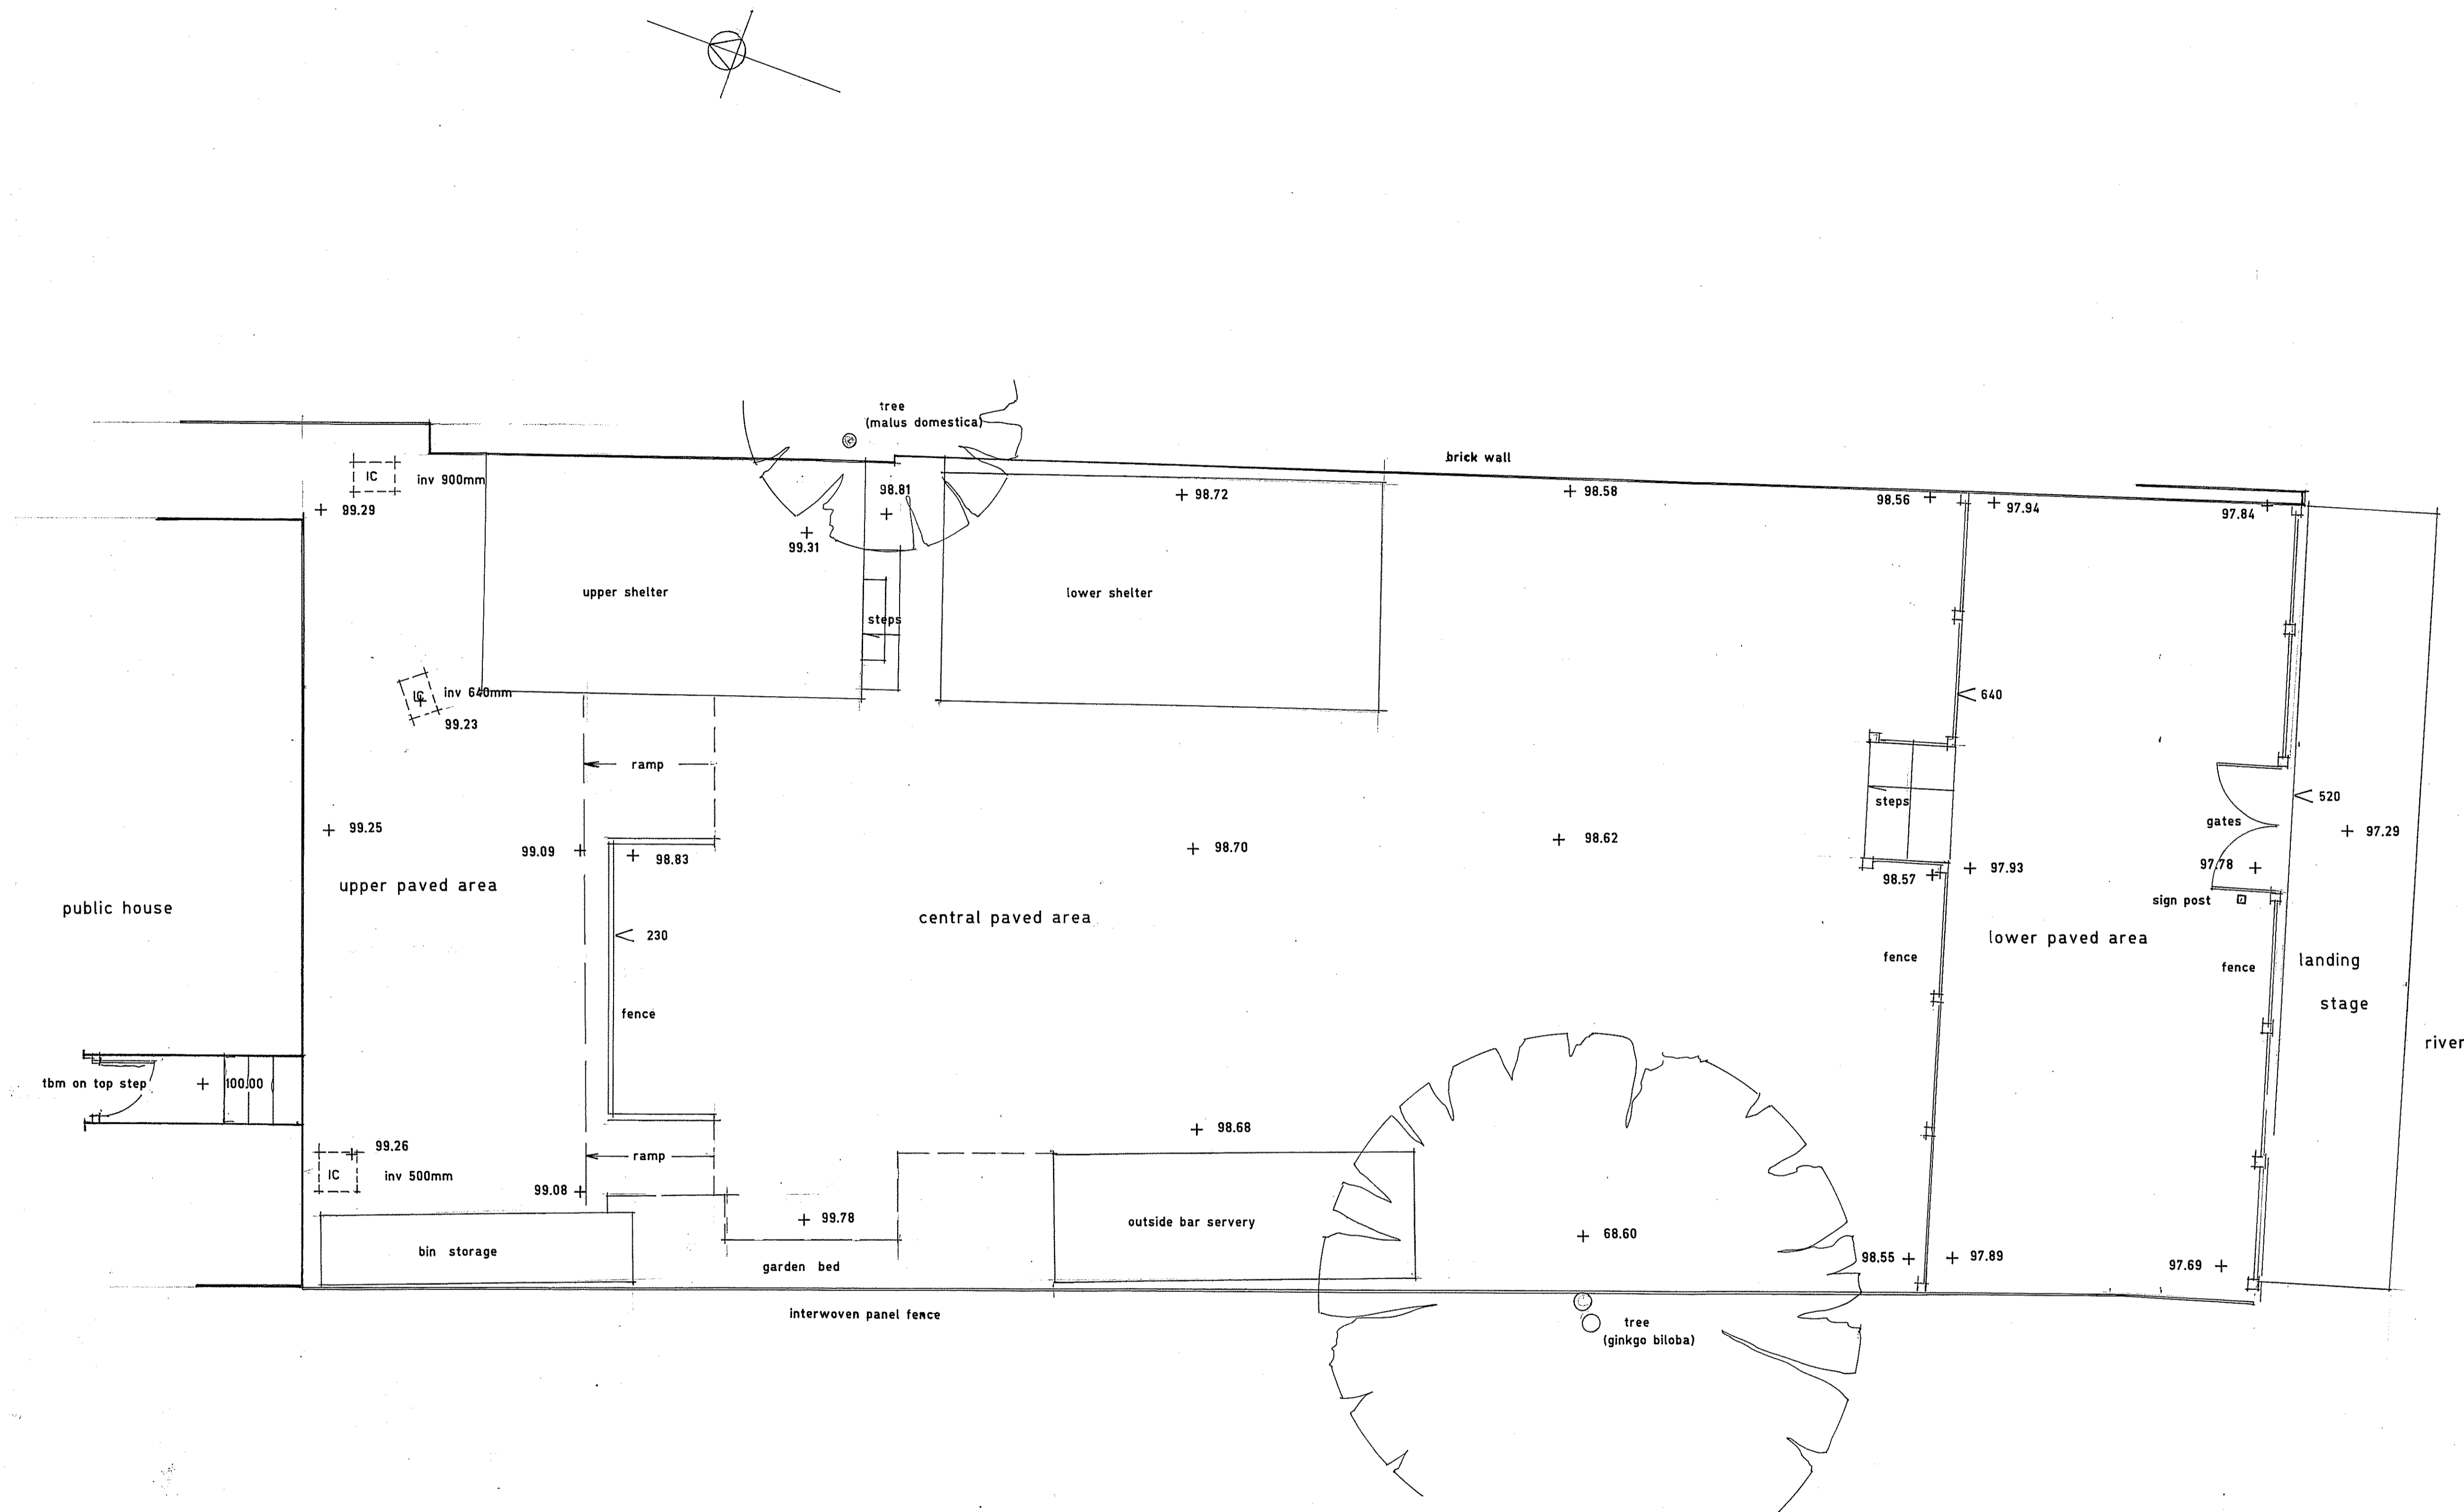 tree
(malus domestica)
brick wall
IC
inv 900mm
98.81
98.72
98.58
98.56
97.94
97.84
99.29
99.31
upper shelter
lower shelter
steps
IC
inv 640mm
99.23
640
ramp
steps
520
gates
97.29
99.25
99.09
98.83
98.70
98.62
98.57
97.93
97.78
sign post
upper paved area
public house
central paved area
lower paved area
230
fence
fence
landing
stage
fence
river
tbm on top step
100.00
98.68
99.26
IC
inv 500mm
ramp
99.08
99.78
outside bar servery
68.60
98.55
97.89
97.69
bin storage
garden bed
interwoven panel fence
tree
(ginkgo biloba)